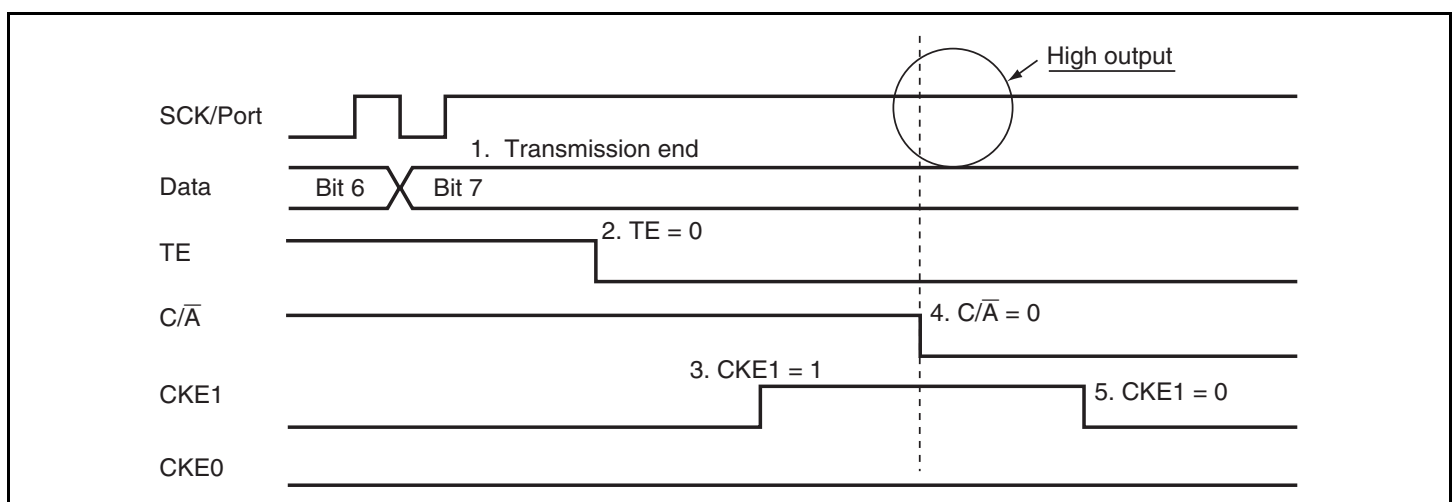 High output
SCK/Port
1. Transmission end
Data
Bit 6
Bit 7
2. TE = 0
TE
C/A̅
4. C/A̅ = 0
3. CKE1 = 1
CKE1
5. CKE1 = 0
CKE0